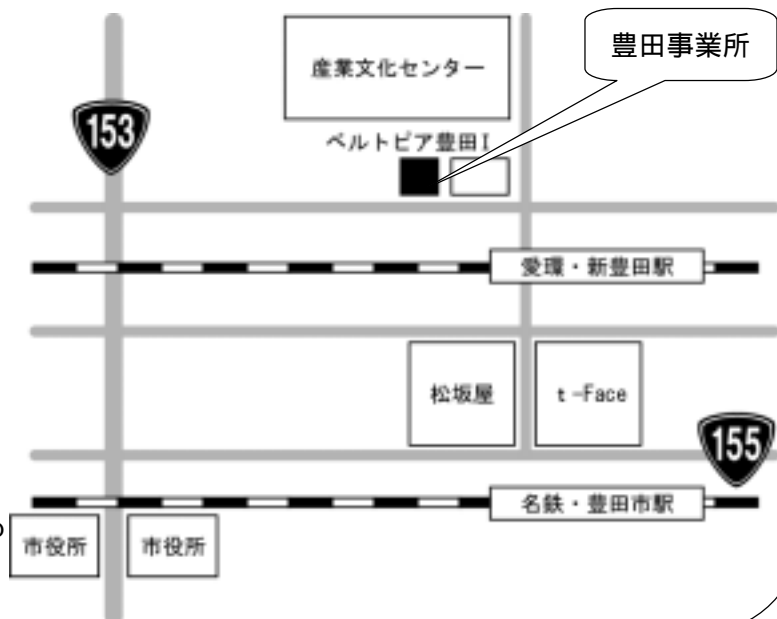 豊田事業所
産業文化センター
153
ベルトピア豊田I
愛環・新豊田駅
松坂屋
t-Face
155
名鉄・豊田市駅
市役所
市役所